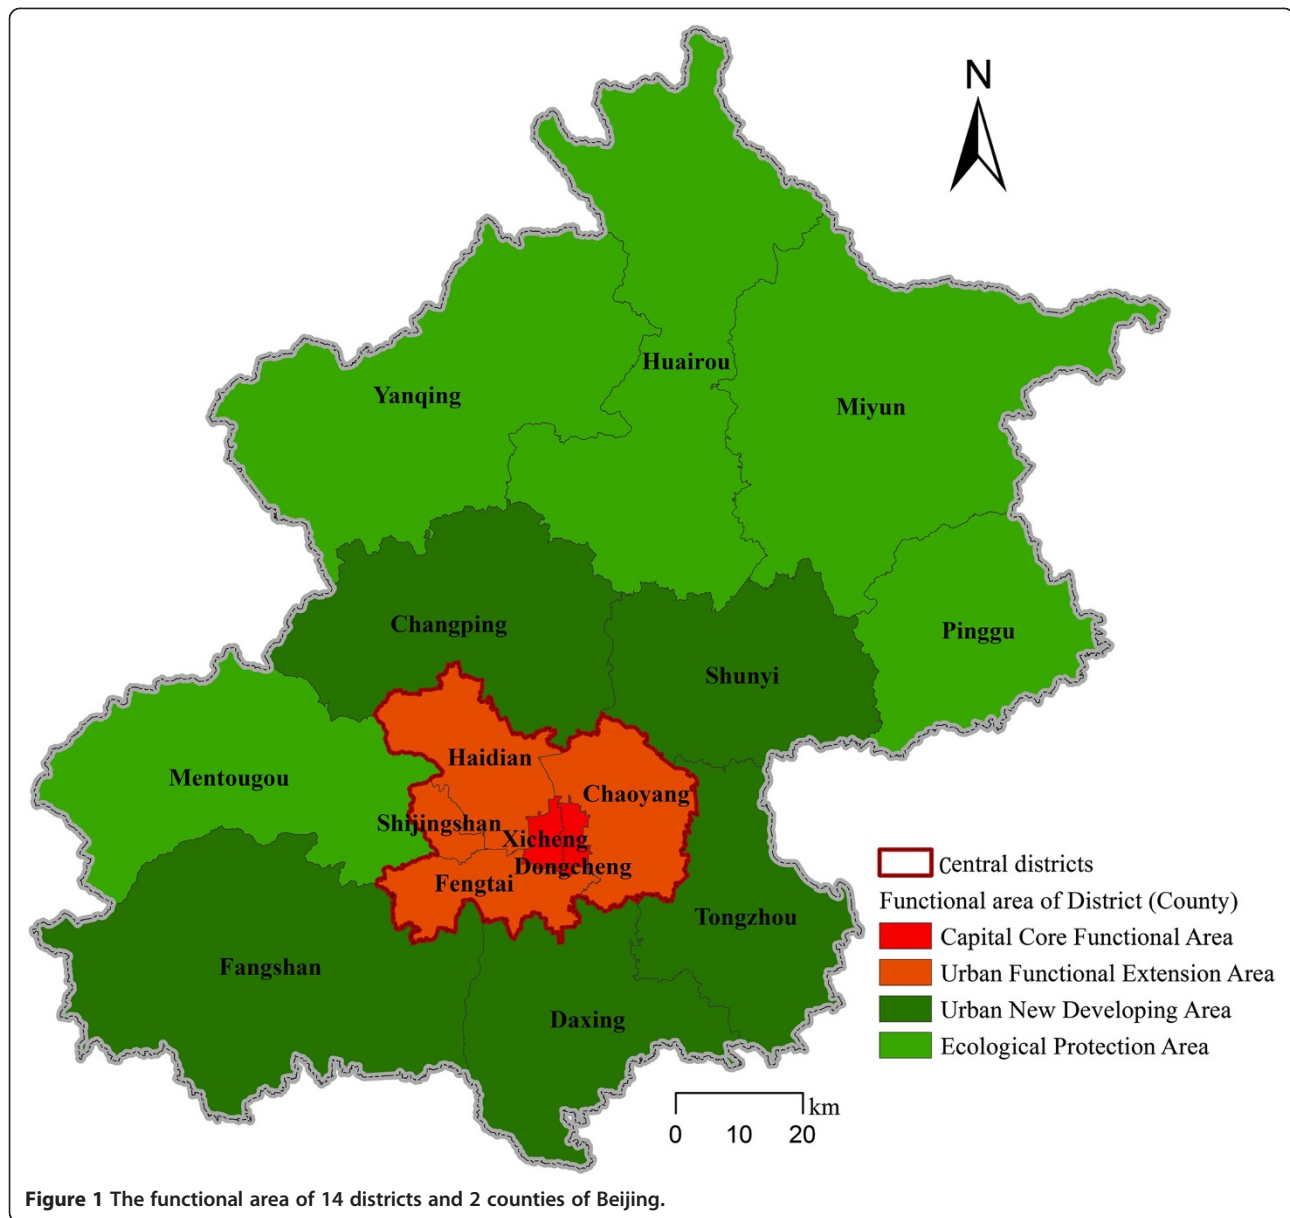 N
Huairou
Yanqing
Miyun
Changping
Pinggu
Shunyi
Haidian
Mentougou
Chaoyang
Shijingshan
Xicheng
Dongcheng
Fengtai
Tongzhou
Fangshan
Daxing
Central districts
Functional area of District (County)
Capital Core Functional Area
Urban Functional Extension Area
Urban New Developing Area
Ecological Protection Area
km
0 10 20
Figure 1 The functional area of 14 districts and 2 counties of Beijing.